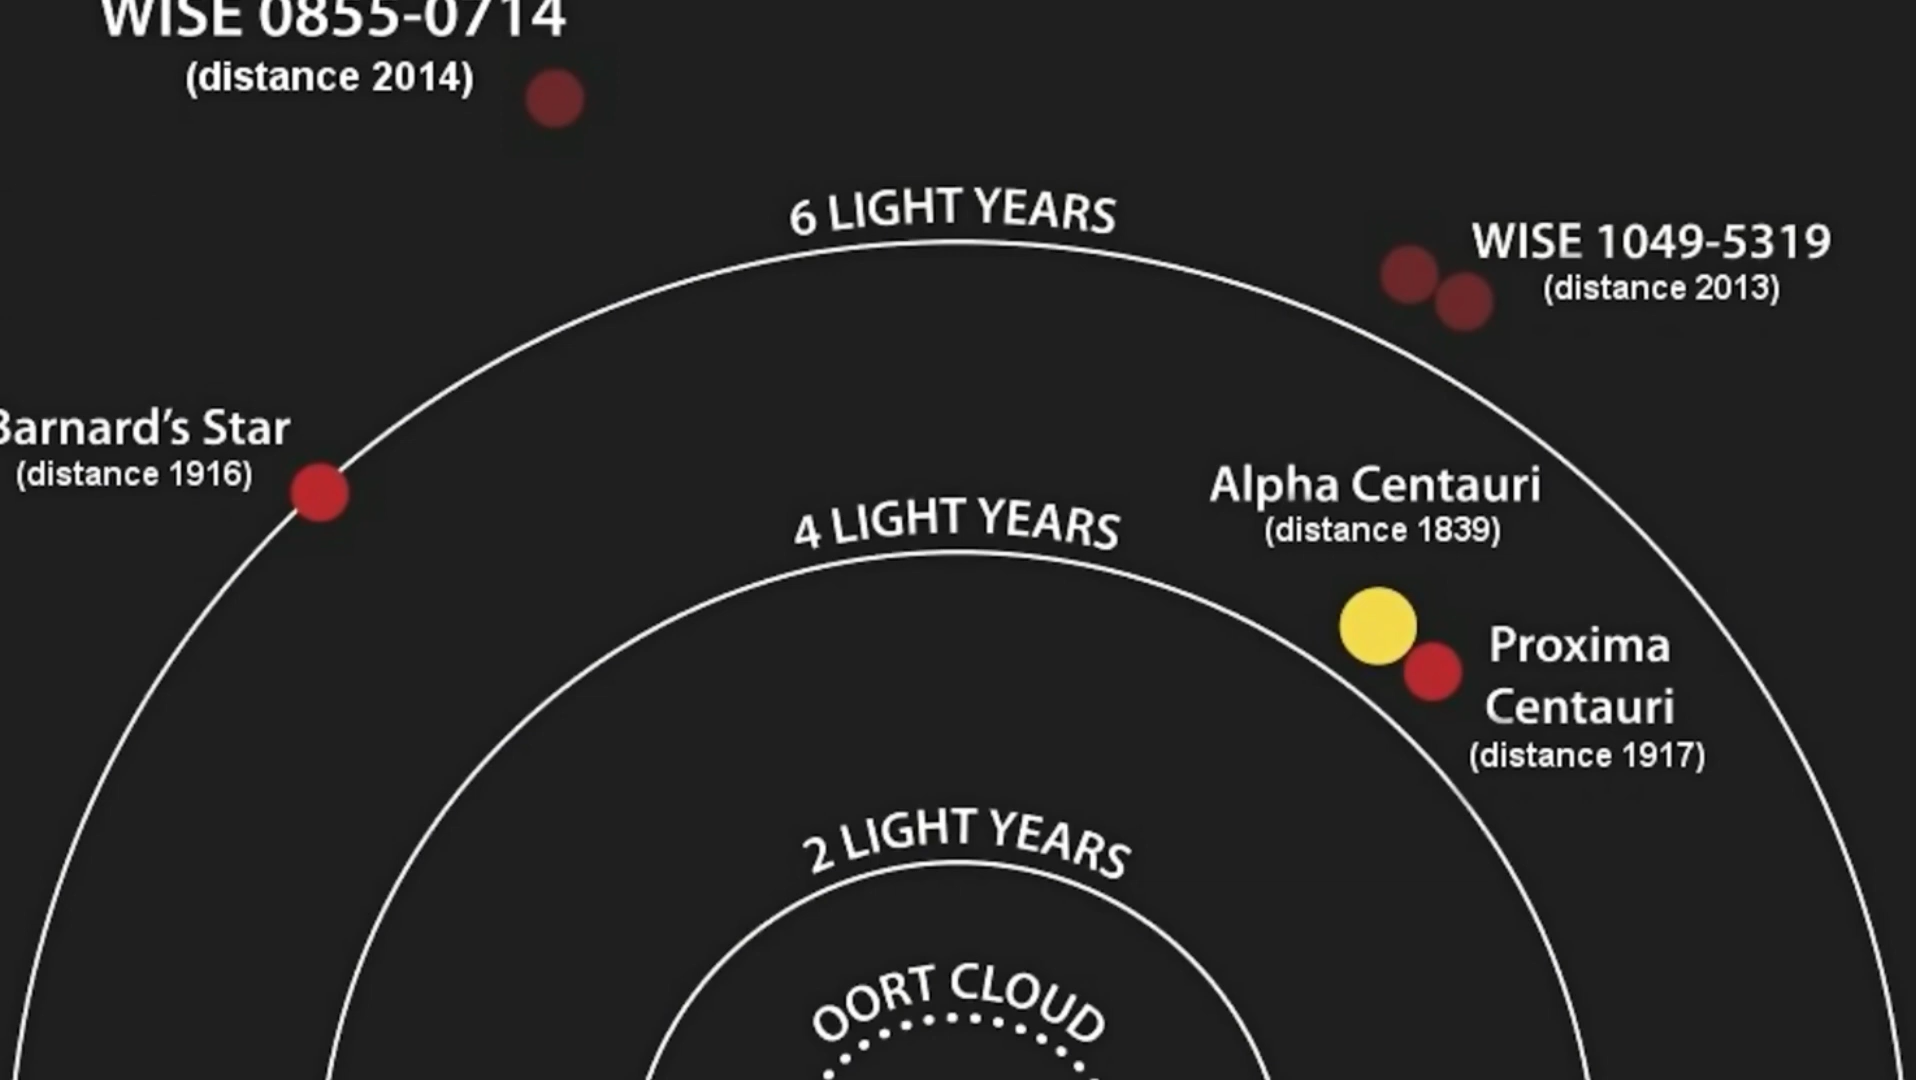 WISE 0855-0714
(distance 2014)
6 LIGHT YEARS
WISE 1049-5319
(distance 2013)
Barnard’s Star
(distance 1916)
Alpha Centauri
(distance 1839)
4 LIGHT YEARS
Proxima
Centauri
(distance 1917)
2 LIGHT YEARS
OORT CLOUD